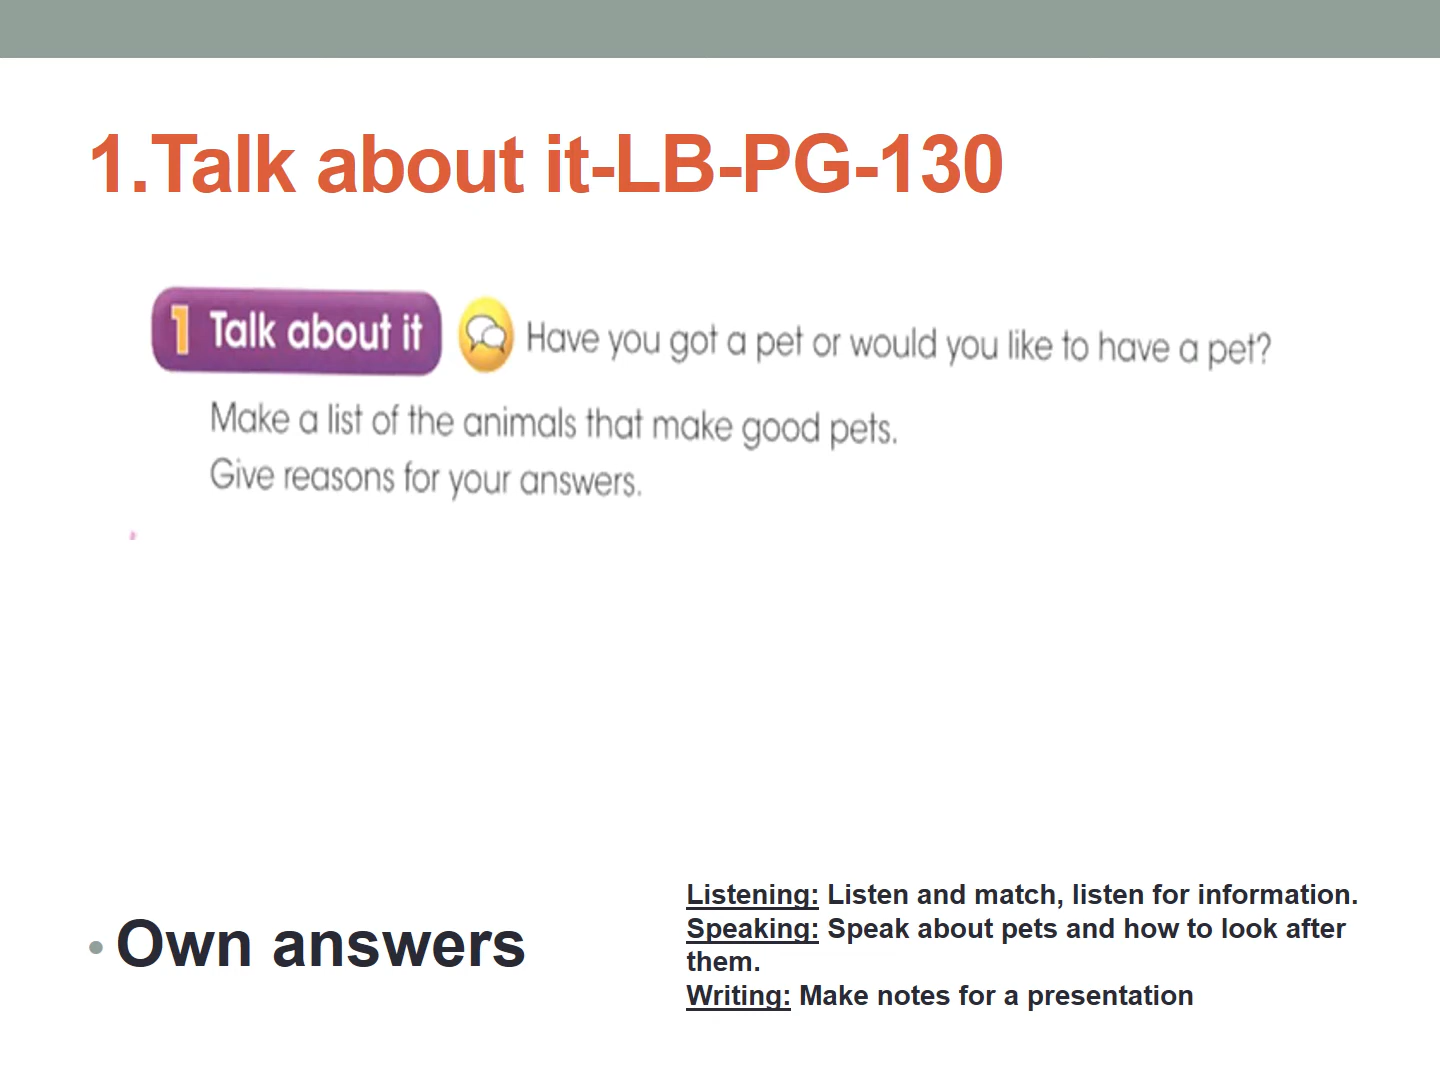 1.Talk about it-LB-PG-130
1 Talk about it Have you got a pet or would you like to have a pet?
Make a list of the animals that make good pets.
Give reasons for your answers.
• Own answers
Listening: Listen and match, listen for information.
Speaking: Speak about pets and how to look after
them.
Writing: Make notes for a presentation